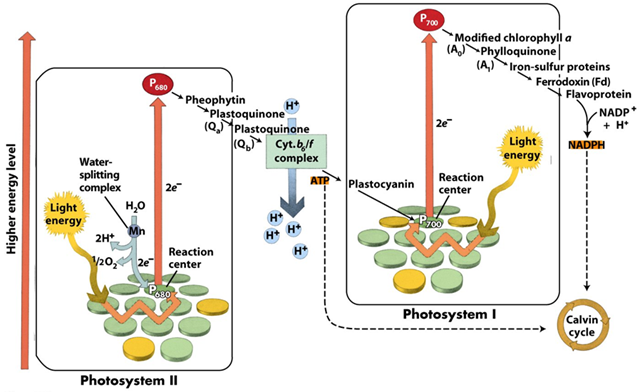 Higher energy level
Light
energy
Water-
splitting
complex
H₂O
Mn
2H⁺
1/2O₂
2e⁻
P680
Reaction
center
2e⁻
P680
Pheophytin
Plastoquinone
(Qa)
Plastoquinone
(Qb)
Photosystem II
H⁺
Cyt.b6/f
complex
ATP
H⁺
H⁺
H⁺
H⁺
Plastocyanin
P700
Reaction
center
Light
energy
2e⁻
P700
Modified chlorophyll a
(A₀)
Phylloquinone
(A₁)
Iron-sulfur proteins
Ferrodoxin (Fd)
Flavoprotein
NADP⁺
+ H⁺
NADPH
Photosystem I
Calvin
cycle